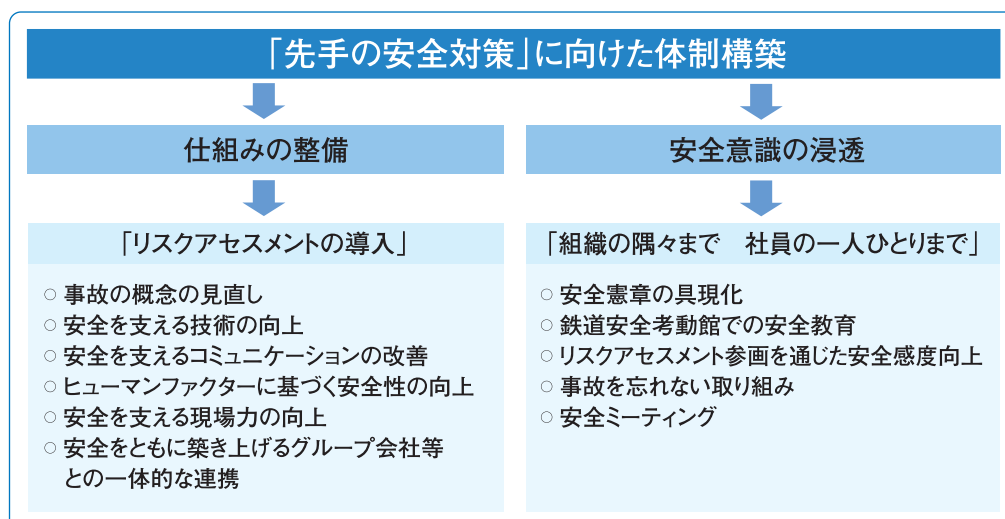 「先手の安全対策」に向けた体制構築
仕組みの整備
「リスクアセスメントの導入」
○ 事故の概念の見直し
○ 安全を支える技術の向上
○ 安全を支えるコミュニケーションの改善
○ ヒューマンファクターに基づく安全性の向上
○ 安全を支える現場力の向上
○ 安全をともに築き上げるグループ会社等
との一体的な連携
安全意識の浸透
「組織の隅々まで　社員の一人ひとりまで」
○ 安全憲章の具現化
○ 鉄道安全考動館での安全教育
○ リスクアセスメント参画を通じた安全感度向上
○ 事故を忘れない取り組み
○ 安全ミーティング